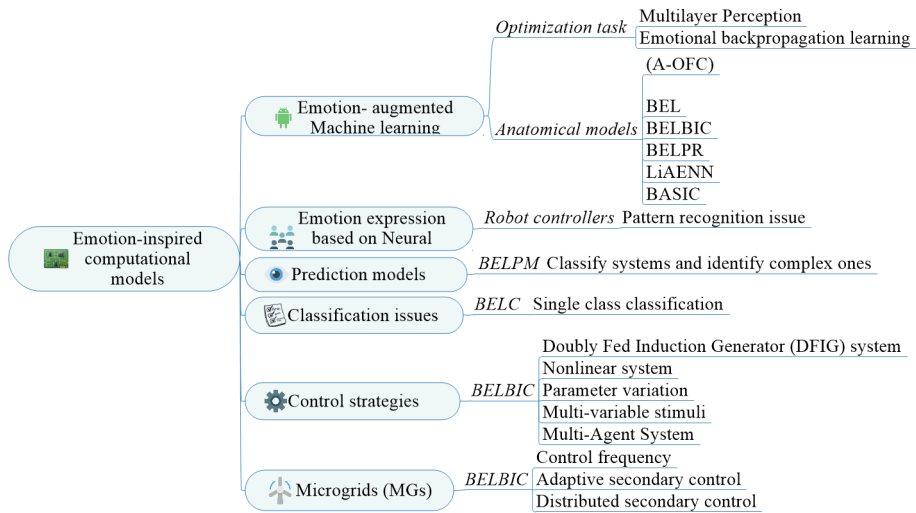 Emotion-inspired
computational
models
Emotion- augmented
Machine learning
Optimization task
Multilayer Perception
Emotional backpropagation learning
Anatomical models
(A-OFC)
BEL
BELBIC
BELPR
LiAENN
BASIC
Emotion expression
based on Neural
Robot controllers
Pattern recognition issue
Prediction models
BELPM
Classify systems and identify complex ones
Classification issues
BELC
Single class classification
Control strategies
BELBIC
Doubly Fed Induction Generator (DFIG) system
Nonlinear system
Parameter variation
Multi-variable stimuli
Multi-Agent System
Microgrids (MGs)
BELBIC
Control frequency
Adaptive secondary control
Distributed secondary control